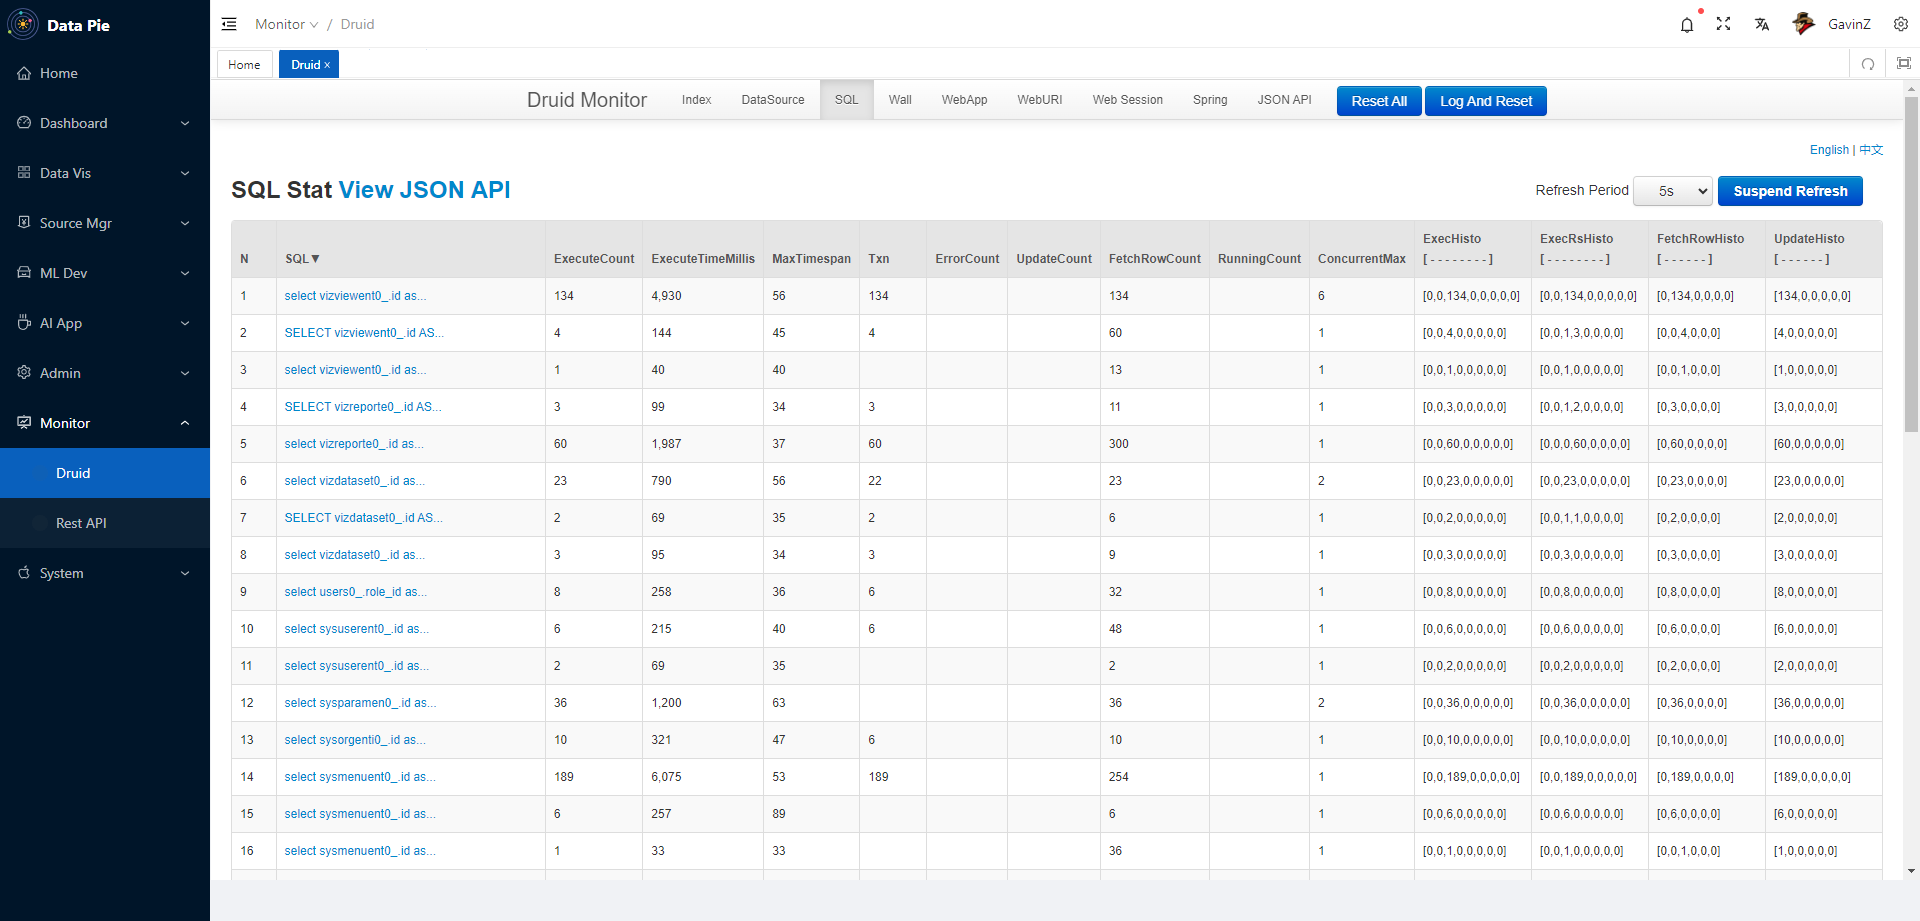 Data Pie
Home
Dashboard
Data Vis
Source Mgr
ML Dev
AI App
Admin
Monitor
Druid
Rest API
System
Monitor / Druid
GavinZ
Home
Druid ×
Druid Monitor Index DataSource SQL Wall WebApp WebURI Web Session Spring JSON API Reset All Log And Reset
English | 中文
SQL Stat View JSON API
Refresh Period 5s Suspend Refresh
N SQL▼ ExecuteCount ExecuteTimeMillis MaxTimespan Txn ErrorCount UpdateCount FetchRowCount RunningCount ConcurrentMax ExecHisto [ - - - - - - - - ] ExecRsHisto [ - - - - - - - - ] FetchRowHisto [ - - - - - - ] UpdateHisto [ - - - - - - ]
1 select vizviewent0_.id as... 134 4,930 56 134 134 6 [0,0,134,0,0,0,0,0] [0,0,134,0,0,0,0,0] [0,134,0,0,0,0] [134,0,0,0,0,0]
2 SELECT vizviewent0_.id AS... 4 144 45 4 60 1 [0,0,4,0,0,0,0,0] [0,0,1,3,0,0,0,0] [0,0,4,0,0,0] [4,0,0,0,0,0]
3 select vizviewent0_.id as... 1 40 40 13 1 [0,0,1,0,0,0,0,0] [0,0,1,0,0,0,0,0] [0,0,1,0,0,0] [1,0,0,0,0,0]
4 SELECT vizreporte0_.id AS... 3 99 34 3 11 1 [0,0,3,0,0,0,0,0] [0,0,1,2,0,0,0,0] [0,3,0,0,0,0] [3,0,0,0,0,0]
5 select vizreporte0_.id as... 60 1,987 37 60 300 1 [0,0,60,0,0,0,0,0] [0,0,0,60,0,0,0,0] [0,60,0,0,0,0] [60,0,0,0,0,0]
6 select vizdataset0_.id as... 23 790 56 22 23 2 [0,0,23,0,0,0,0,0] [0,0,23,0,0,0,0,0] [0,23,0,0,0,0] [23,0,0,0,0,0]
7 SELECT vizdataset0_.id AS... 2 69 35 2 6 1 [0,0,2,0,0,0,0,0] [0,0,1,1,0,0,0,0] [0,2,0,0,0,0] [2,0,0,0,0,0]
8 select vizdataset0_.id as... 3 95 34 3 9 1 [0,0,3,0,0,0,0,0] [0,0,3,0,0,0,0,0] [0,3,0,0,0,0] [3,0,0,0,0,0]
9 select users0_.role_id as... 8 258 36 6 32 1 [0,0,8,0,0,0,0,0] [0,0,8,0,0,0,0,0] [0,8,0,0,0,0] [8,0,0,0,0,0]
10 select sysuserent0_.id as... 6 215 40 6 48 1 [0,0,6,0,0,0,0,0] [0,0,6,0,0,0,0,0] [0,6,0,0,0,0] [6,0,0,0,0,0]
11 select sysuserent0_.id as... 2 69 35 2 1 [0,0,2,0,0,0,0,0] [0,0,2,0,0,0,0,0] [0,2,0,0,0,0] [2,0,0,0,0,0]
12 select sysparamen0_.id as... 36 1,200 63 36 2 [0,0,36,0,0,0,0,0] [0,0,36,0,0,0,0,0] [0,36,0,0,0,0] [36,0,0,0,0,0]
13 select sysorgenti0_.id as... 10 321 47 6 10 1 [0,0,10,0,0,0,0,0] [0,0,10,0,0,0,0,0] [0,10,0,0,0,0] [10,0,0,0,0,0]
14 select sysmenuent0_.id as... 189 6,075 53 189 254 1 [0,0,189,0,0,0,0,0] [0,0,189,0,0,0,0,0] [0,189,0,0,0,0] [189,0,0,0,0,0]
15 select sysmenuent0_.id as... 6 257 89 6 1 [0,0,6,0,0,0,0,0] [0,0,6,0,0,0,0,0] [0,6,0,0,0,0] [6,0,0,0,0,0]
16 select sysmenuent0_.id as... 1 33 33 36 1 [0,0,1,0,0,0,0,0] [0,0,1,0,0,0,0,0] [0,0,1,0,0,0] [1,0,0,0,0,0]